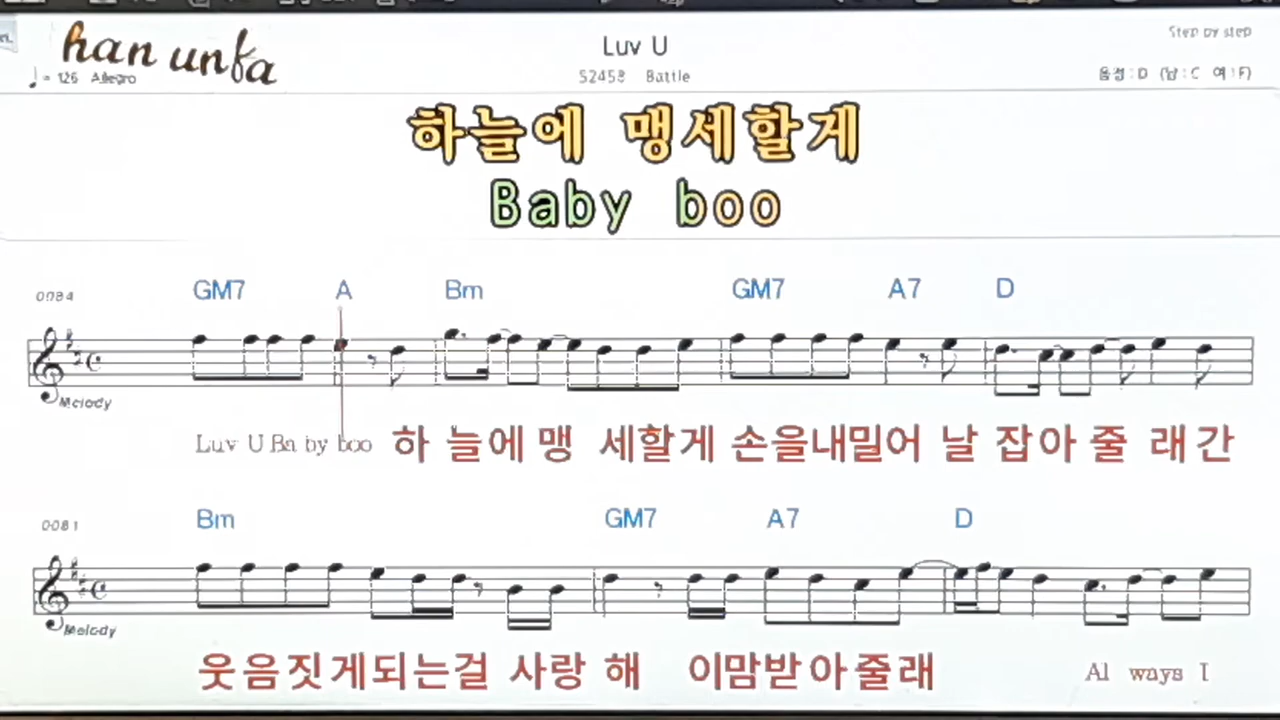 han unfa
Luv U
Step by step
♩= 126 Allegro
52458 Battle
음정:D (남:C 여:F)
하늘에 맹세할게
Baby boo
0084
GM7 A Bm GM7 A7 D
Melody
Luv U Ba by boo 하 늘에 맹 세할게 손을내밀어 날 잡아 줄 래 간
0081
Bm GM7 A7 D
Melody
웃음짓게되는걸 사랑 해 이맘받아줄래 Al ways I